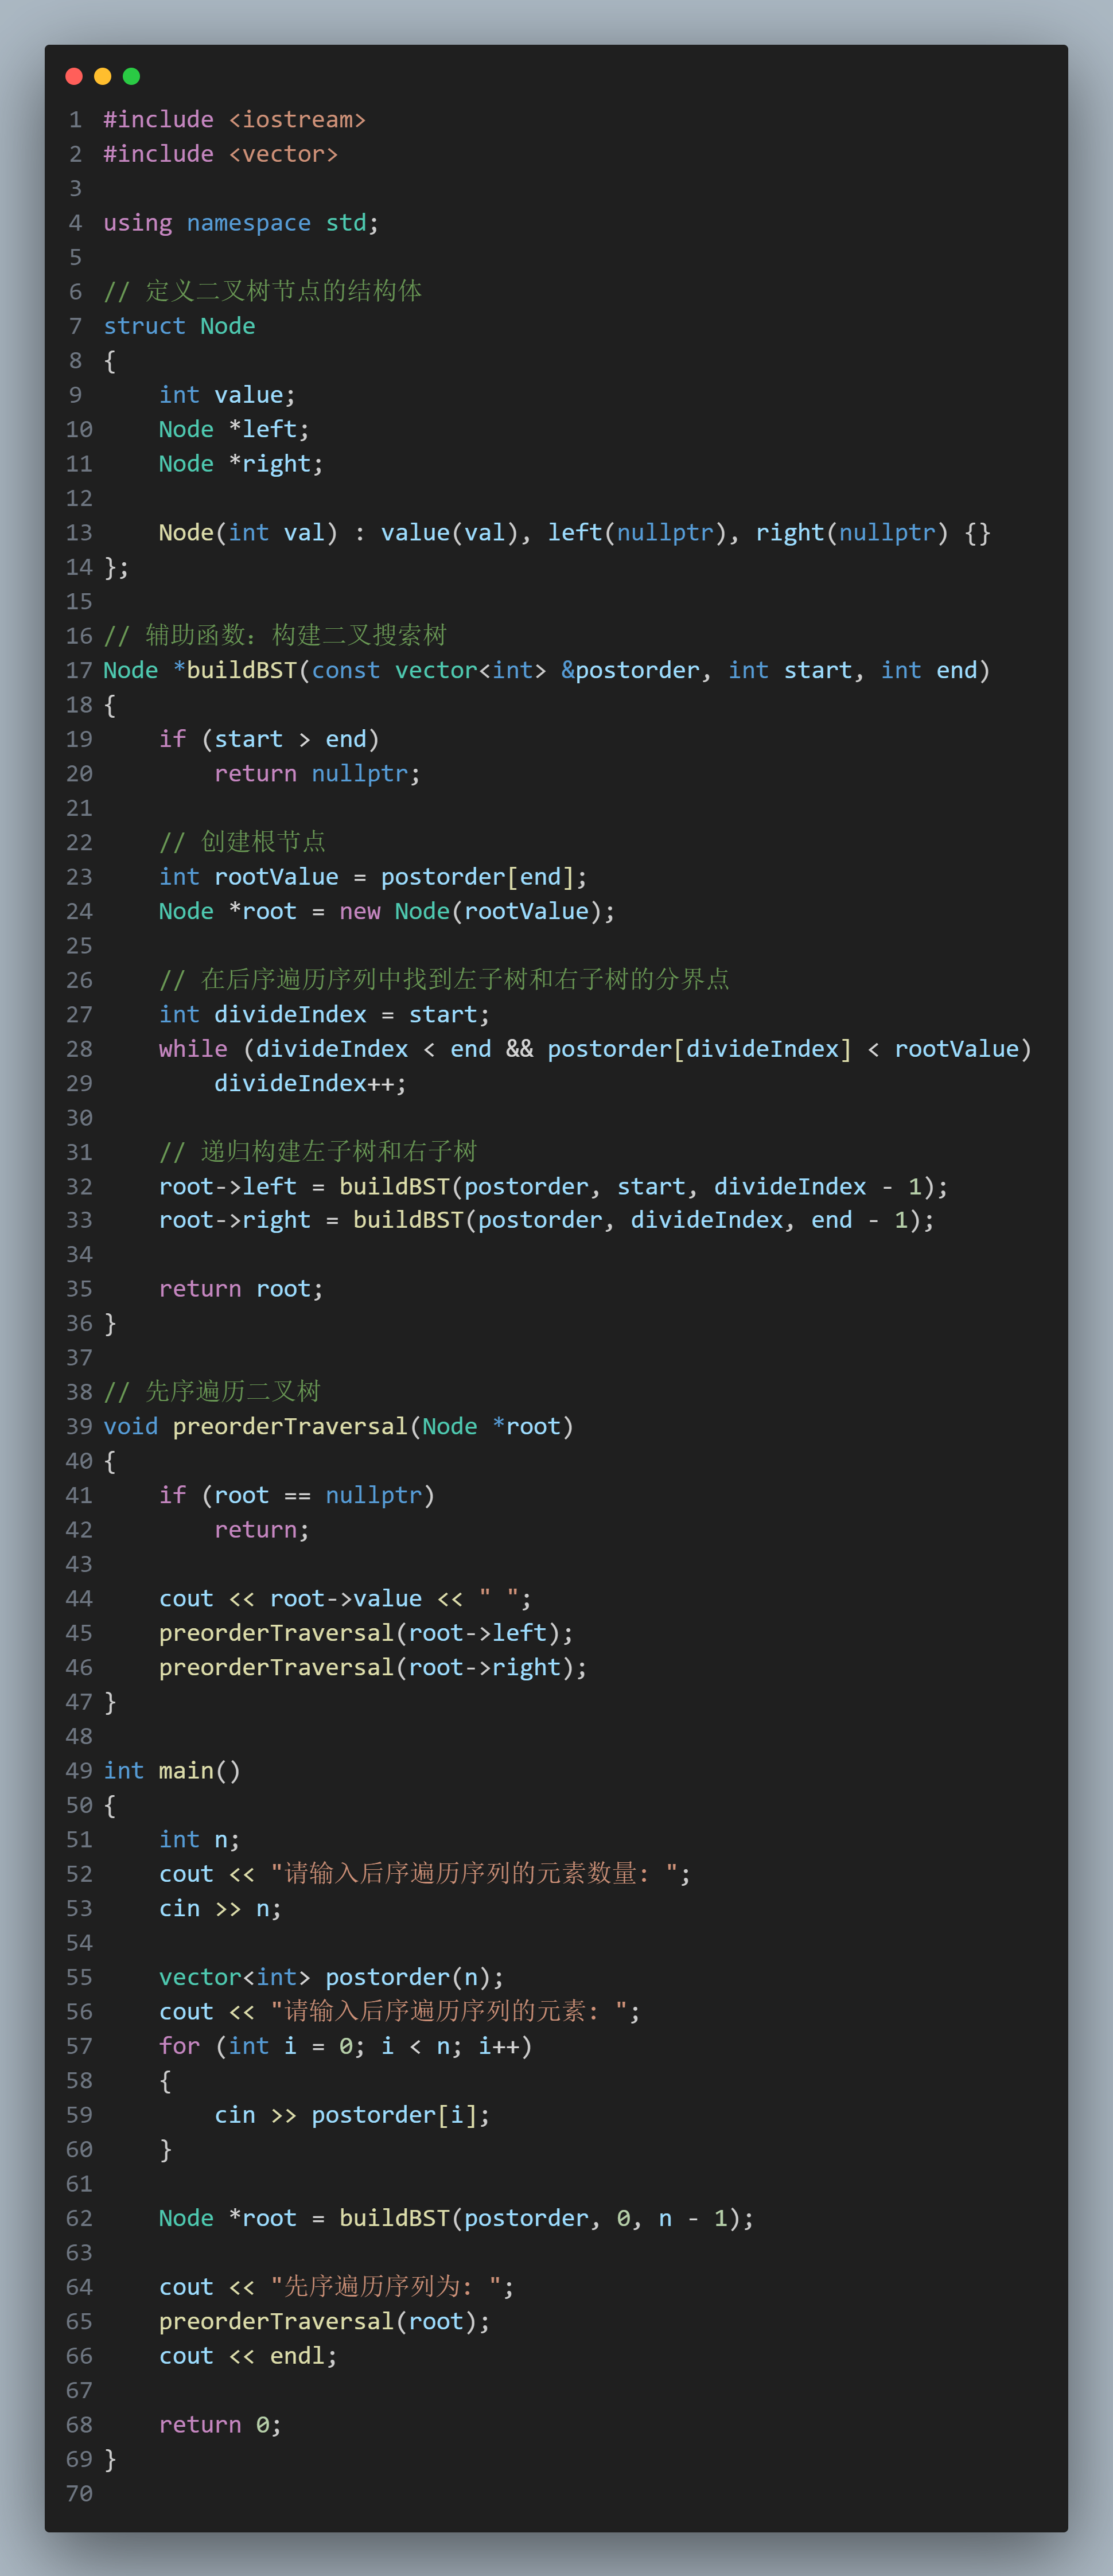 1 #include <iostream>
2 #include <vector>
3
4 using namespace std;
5
6 // 定义二叉树节点的结构体
7 struct Node
8 {
9     int value;
10     Node *left;
11     Node *right;
12
13     Node(int val) : value(val), left(nullptr), right(nullptr) {}
14 };
15
16 // 辅助函数：构建二叉搜索树
17 Node *buildBST(const vector<int> &postorder, int start, int end)
18 {
19     if (start > end)
20         return nullptr;
21
22     // 创建根节点
23     int rootValue = postorder[end];
24     Node *root = new Node(rootValue);
25
26     // 在后序遍历序列中找到左子树和右子树的分界点
27     int divideIndex = start;
28     while (divideIndex < end && postorder[divideIndex] < rootValue)
29         divideIndex++;
30
31     // 递归构建左子树和右子树
32     root->left = buildBST(postorder, start, divideIndex - 1);
33     root->right = buildBST(postorder, divideIndex, end - 1);
34
35     return root;
36 }
37
38 // 先序遍历二叉树
39 void preorderTraversal(Node *root)
40 {
41     if (root == nullptr)
42         return;
43
44     cout << root->value << " ";
45     preorderTraversal(root->left);
46     preorderTraversal(root->right);
47 }
48
49 int main()
50 {
51     int n;
52     cout << "请输入后序遍历序列的元素数量: ";
53     cin >> n;
54
55     vector<int> postorder(n);
56     cout << "请输入后序遍历序列的元素: ";
57     for (int i = 0; i < n; i++)
58     {
59         cin >> postorder[i];
60     }
61
62     Node *root = buildBST(postorder, 0, n - 1);
63
64     cout << "先序遍历序列为: ";
65     preorderTraversal(root);
66     cout << endl;
67
68     return 0;
69 }
70